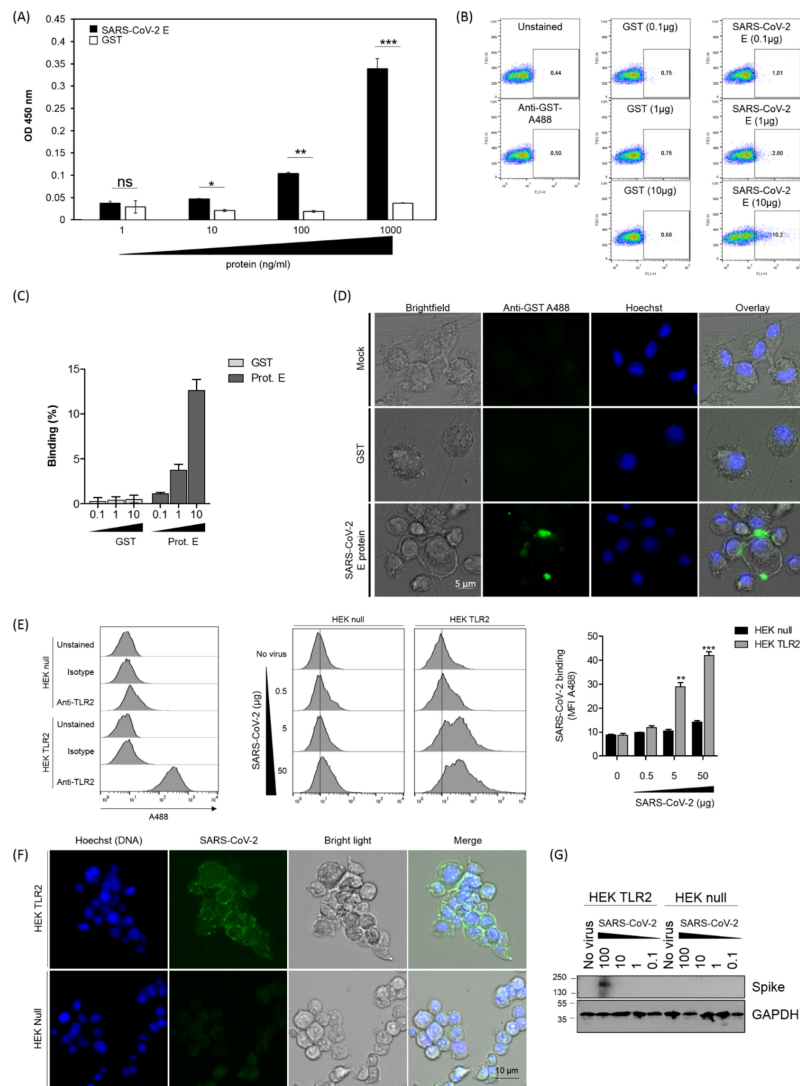 (A)
SARS-CoV-2 E
GST
0.45
0.4
0.35
0.3
0.25
0.2
0.15
0.1
0.05
0
OD 450 nm
ns
*
**
***
1 10 100 1000
protein (ng/ml)
(B)
Unstained
0,44
Anti-GST-
A488
0,50
GST (0.1µg)
0,75
GST (1µg)
0,75
GST (10µg)
0,69
SARS-CoV-2
E (0.1µg)
1,01
SARS-CoV-2
E (1µg)
2,80
SARS-CoV-2
E (10µg)
10,2
FSC-H
FL1-H
(C)
GST
Prot. E
15
10
5
0
Binding (%)
0.1 1 10 0.1 1 10
GST Prot. E
(D)
Brightfield Anti-GST A488 Hoechst Overlay
Mock
GST
SARS-CoV-2
E protein
5 µm
(E)
HEK null
Unstained
Isotype
Anti-TLR2
HEK TLR2
Unstained
Isotype
Anti-TLR2
A488
HEK null HEK TLR2
No virus
0.5
5
50
SARS-CoV-2 (µg)
HEK null
HEK TLR2
50
40
30
20
10
0
SARS-CoV-2 binding
(MFI A488)
**
***
0 0.5 5 50
SARS-CoV-2 (µg)
(F)
Hoechst (DNA) SARS-CoV-2 Bright light Merge
HEK TLR2
HEK Null
10 µm
(G)
HEK TLR2 HEK null
SARS-CoV-2 SARS-CoV-2
No virus 100 10 1 0.1 No virus 100 10 1 0.1
250
130
Spike
55
35
GAPDH